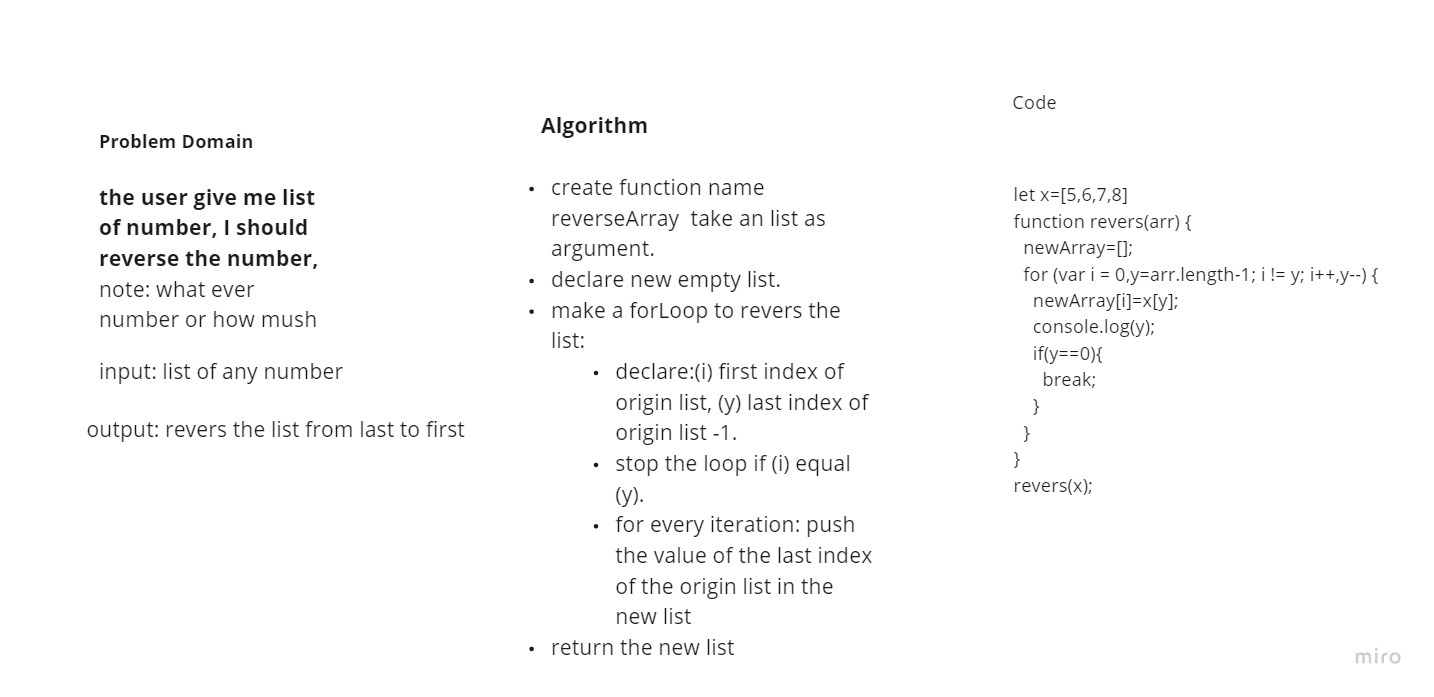 Problem Domain
the user give me list
of number, I should
reverse the number,
note: what ever
number or how mush
input: list of any number
output: revers the list from last to first
Algorithm
• create function name
reverseArray take an list as
argument.
• declare new empty list.
• make a forLoop to revers the
list:
• declare:(i) first index of
origin list, (y) last index of
origin list -1.
• stop the loop if (i) equal
(y).
• for every iteration: push
the value of the last index
of the origin list in the
new list
• return the new list
Code
let x=[5,6,7,8]
function revers(arr) {
newArray=[];
for (var i = 0,y=arr.length-1; i != y; i++,y--) {
newArray[i]=x[y];
console.log(y);
if(y==0){
break;
}
}
}
revers(x);
miro